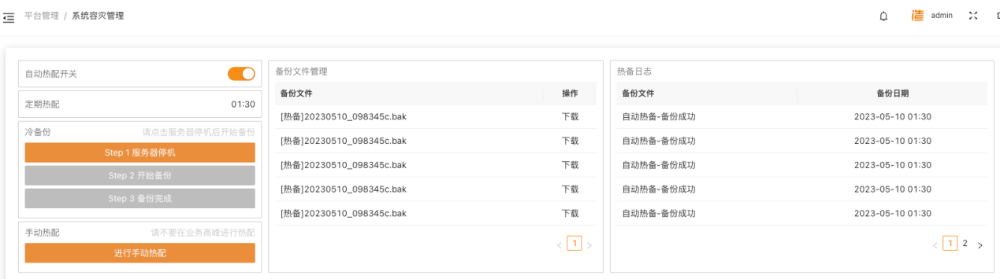 平台管理 / 系统容灾管理
admin
自动热配开关
定期热配 01:30
冷备份 请点击服务器停机后开始备份
Step 1 服务器停机
Step 2 开始备份
Step 3 备份完成
手动热配 请不要在业务高峰进行热配
进行手动热配
备份文件管理
备份文件 操作
[热备]20230510_098345c.bak 下载
[热备]20230510_098345c.bak 下载
[热备]20230510_098345c.bak 下载
[热备]20230510_098345c.bak 下载
[热备]20230510_098345c.bak 下载
< 1 >
热备日志
备份文件 备份日期
自动热备-备份成功 2023-05-10 01:30
自动热备-备份成功 2023-05-10 01:30
自动热备-备份成功 2023-05-10 01:30
自动热备-备份成功 2023-05-10 01:30
自动热备-备份成功 2023-05-10 01:30
< 1 2 >